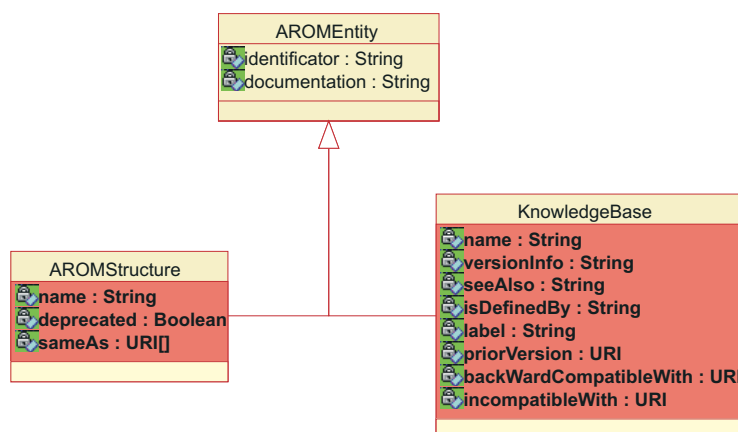 AROMEntity
identificator : String
documentation : String
KnowledgeBase
name : String
versionInfo : String
seeAlso : String
isDefinedBy : String
label : String
priorVersion : URI
backWardCompatibleWith : URI
incompatibleWith : URI
AROMStructure
name : String
deprecated : Boolean
sameAs : URI[]